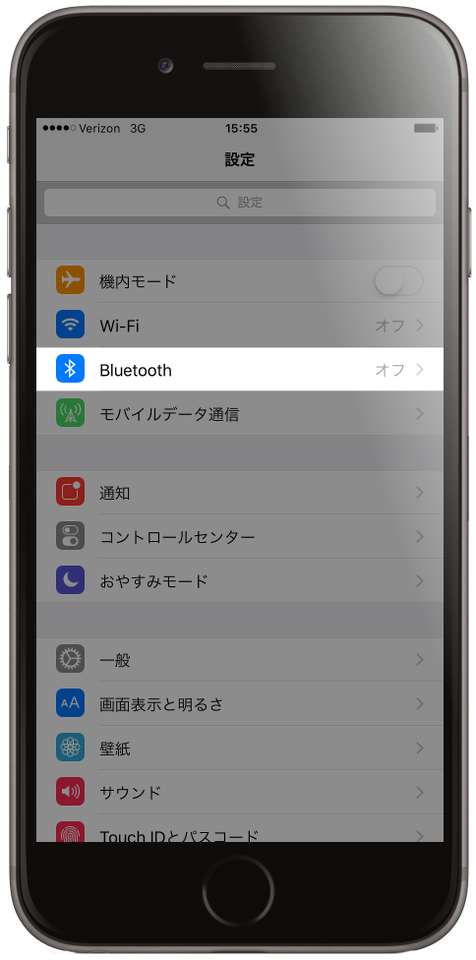 Verizon 3G 15:55
設定
設定
機内モード
Wi-Fi オフ
Bluetooth オフ
モバイルデータ通信
通知
コントロールセンター
おやすみモード
一般
AA 画面表示と明るさ
壁紙
サウンド
Touch IDとパスコード